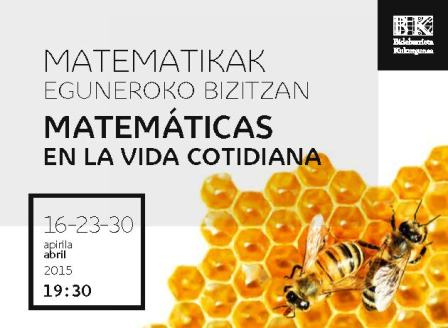 BK
Bidebarrieta
Kulturgunea
MATEMATIKAK
EGUNEROKO BIZITZAN
MATEMÁTICAS
EN LA VIDA COTIDIANA
16-23-30
apirila
abril
2015
19:30